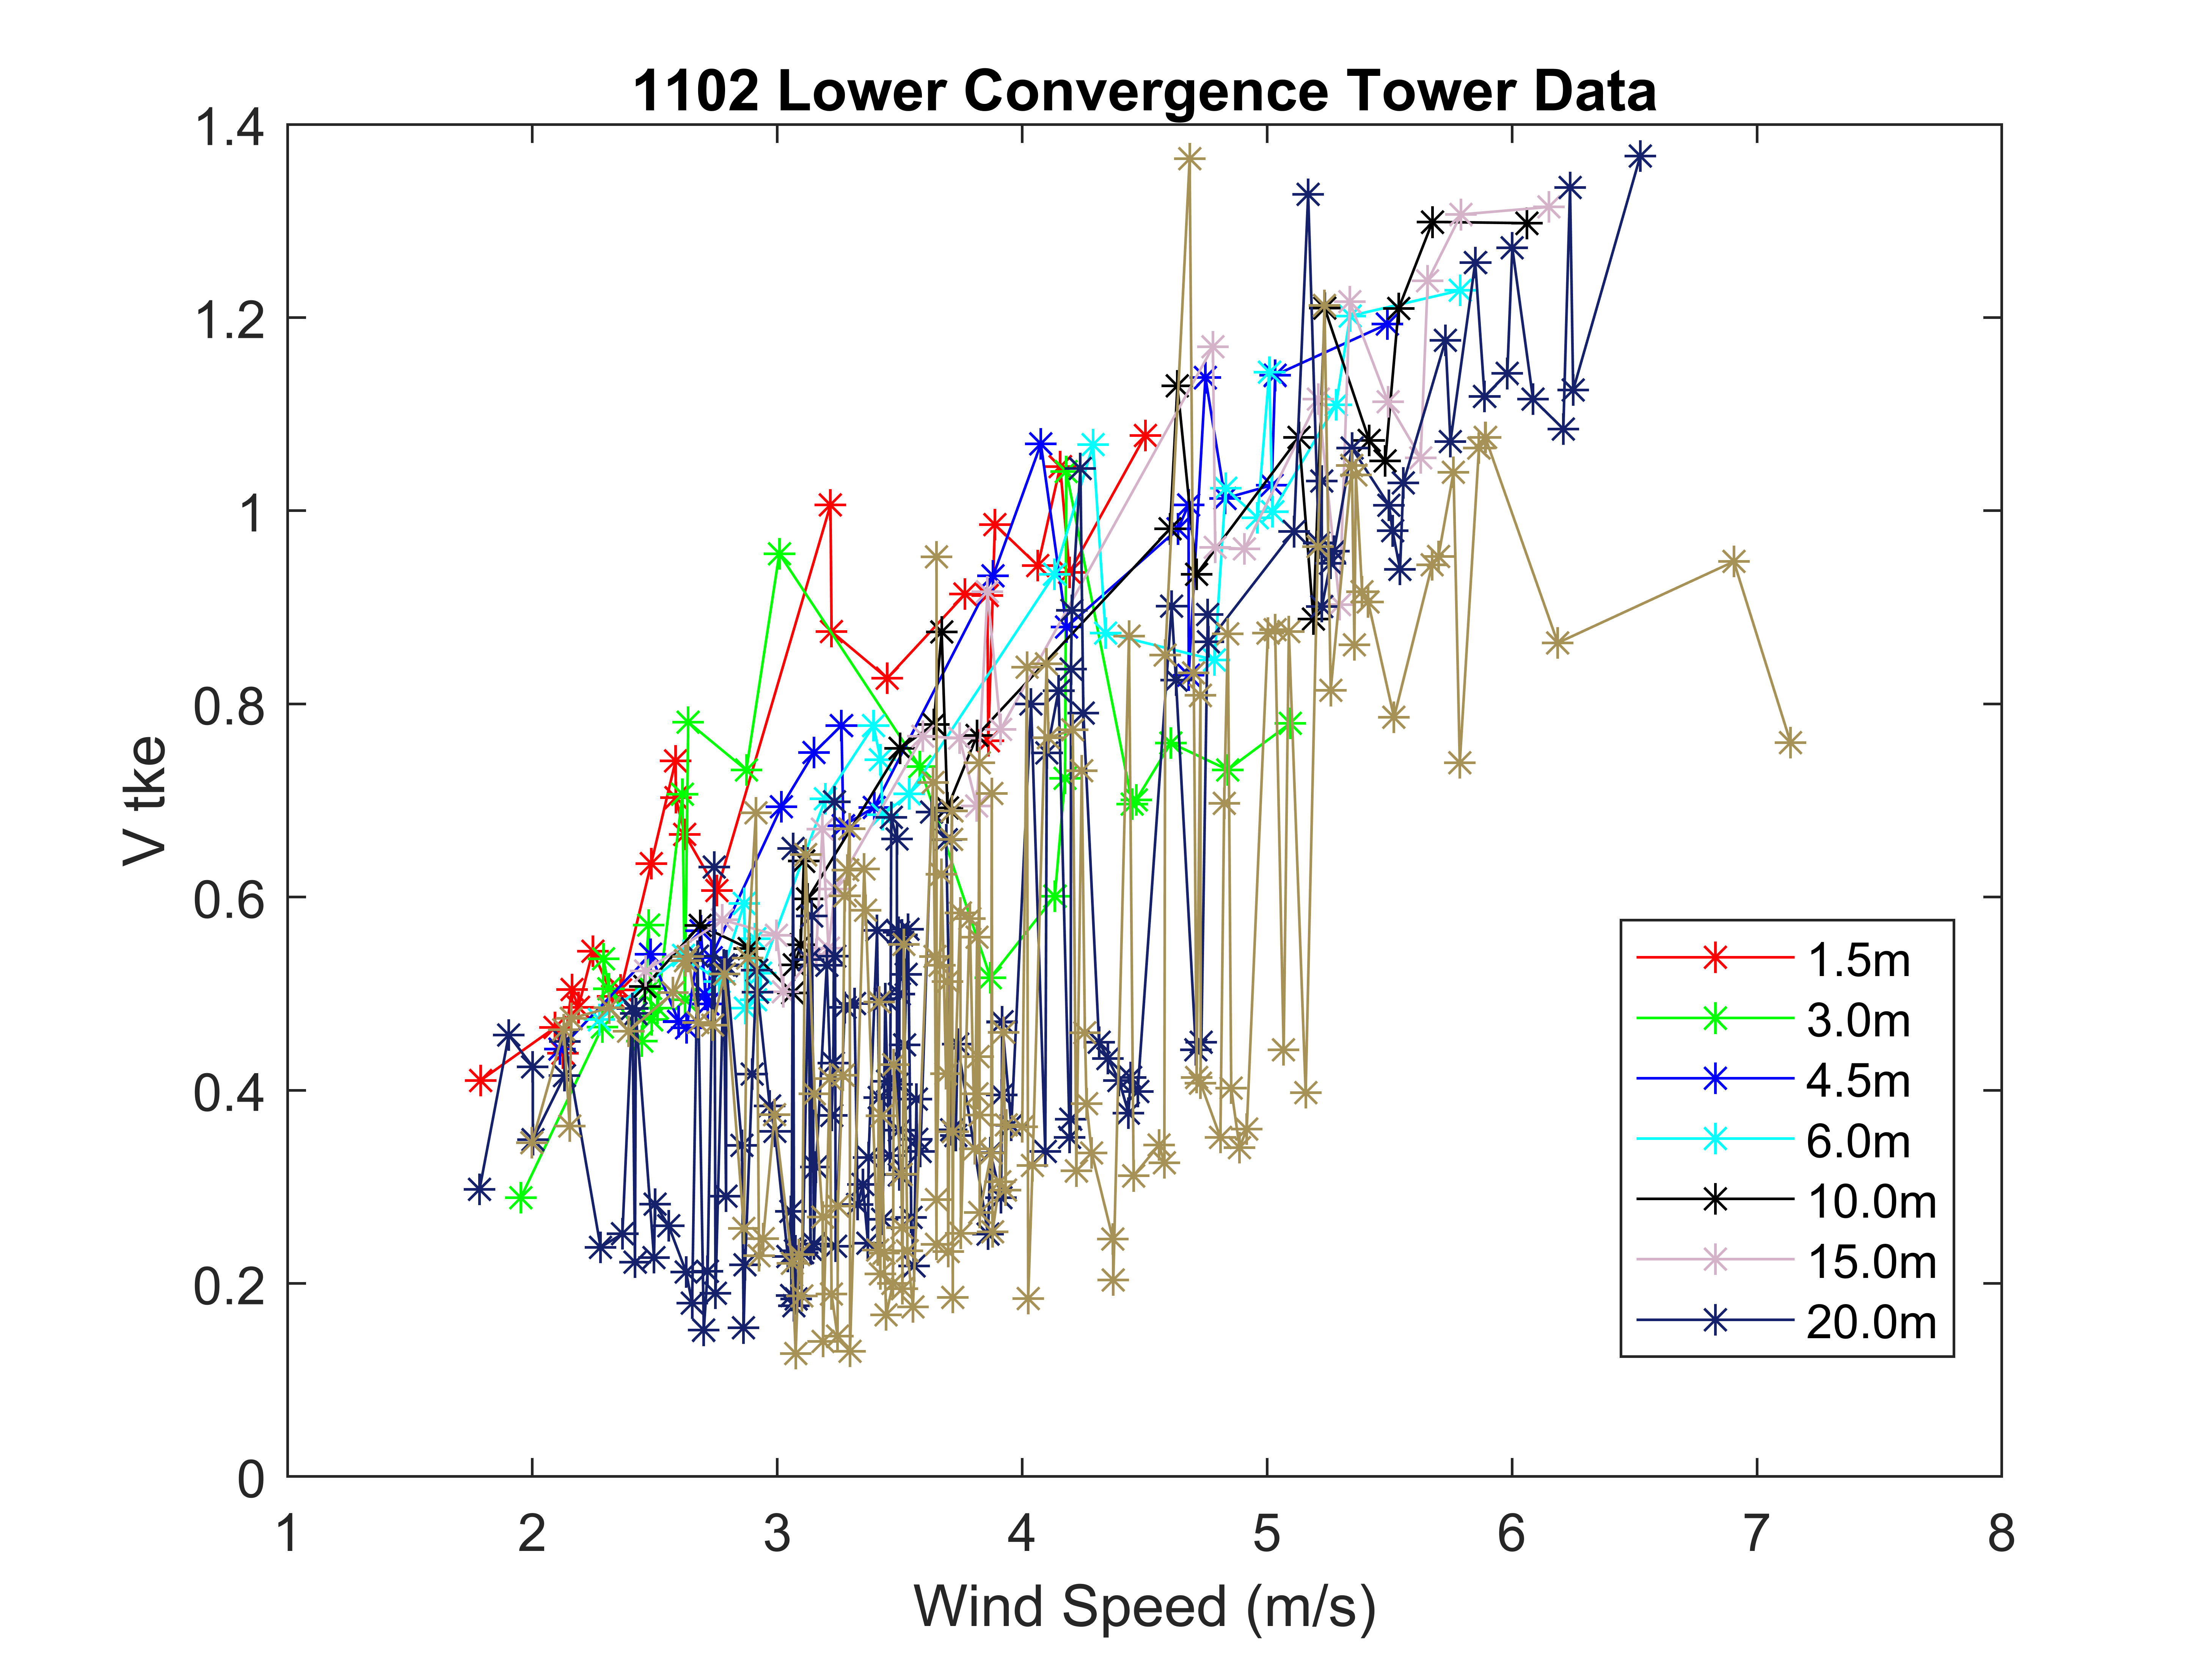 1102 Lower Convergence Tower Data
1.4
1.2
1
0.8
0.6
0.4
0.2
0
V tke
1.5m
3.0m
4.5m
6.0m
10.0m
15.0m
20.0m
1 2 3 4 5 6 7 8
Wind Speed (m/s)